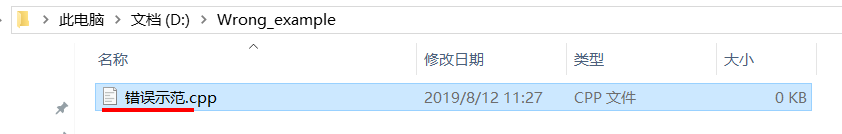 此电脑 > 文档 (D:) > Wrong_example
名称 修改日期 类型 大小
错误示范.cpp 2019/8/12 11:27 CPP 文件 0 KB